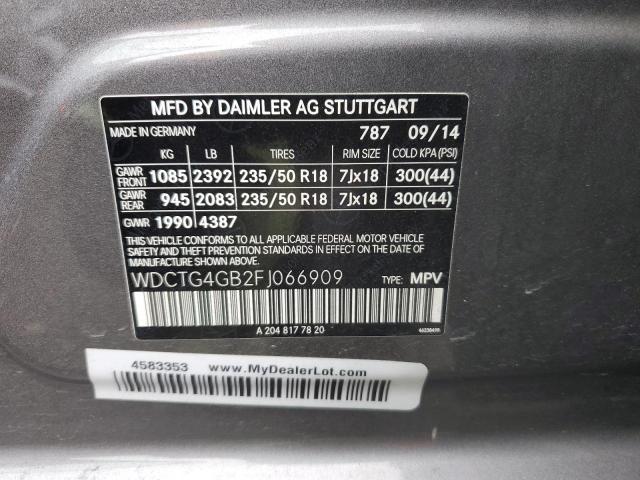 MFD BY DAIMLER AG STUTTGART
MADE IN GERMANY 787 09/14
KG LB TIRES RIM SIZE COLD KPA (PSI)
GAWR FRONT 1085 2392 235/50 R18 7Jx18 300(44)
GAWR REAR 945 2083 235/50 R18 7Jx18 300(44)
GVWR 1990 4387
THIS VEHICLE CONFORMS TO ALL APPLICABLE FEDERAL MOTOR VEHICLE
SAFETY AND THEFT PREVENTION STANDARDS IN EFFECT ON THE DATE
OF MANUFACTURE SHOWN ABOVE.
WDCTG4GB2FJ066909 TYPE: MPV
A 204 817 78 20
4583353 www.MyDealerLot.com